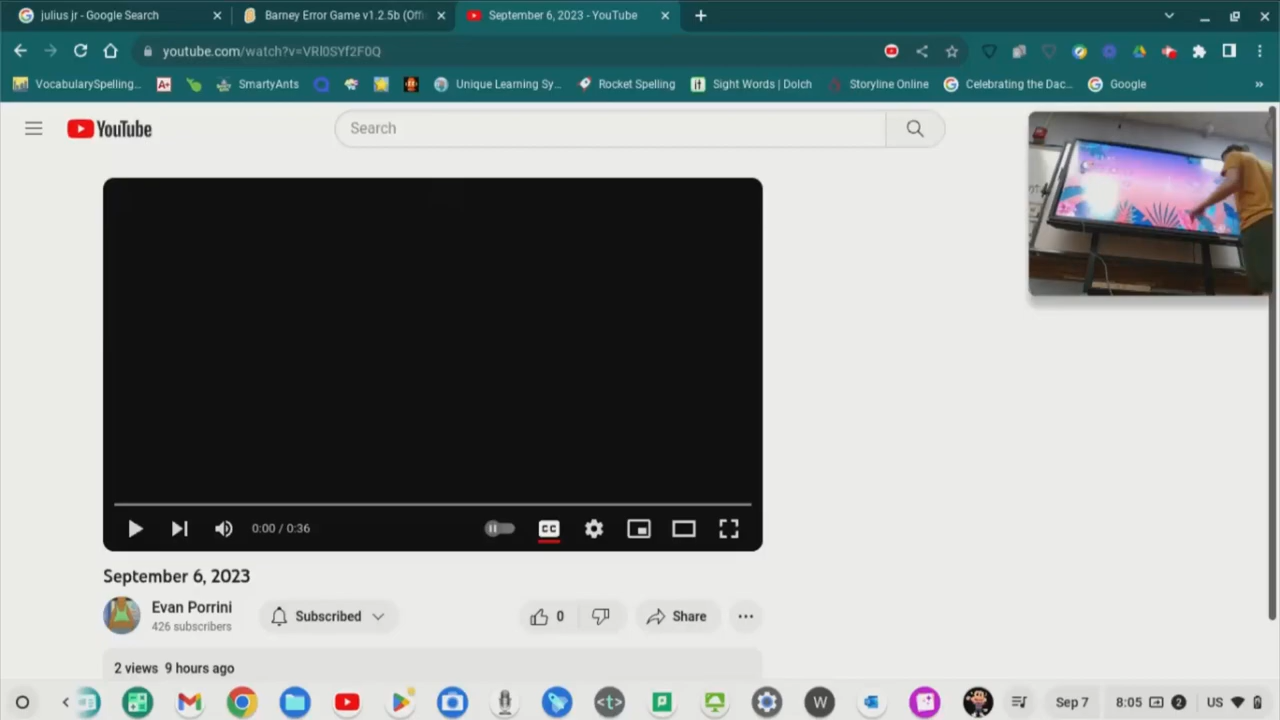 julius jr - Google Search
Barney Error Game v1.2.5b (Offi
September 6, 2023 - YouTube
youtube.com/watch?v=VRl0SYf2F0Q
VocabularySpelling...
A+
SmartyAnts
Unique Learning Sy...
Rocket Spelling
Sight Words | Dolch
Storyline Online
Celebrating the Dac...
Google
»
YouTube
Search
0:00 / 0:36
CC
September 6, 2023
Evan Porrini
426 subscribers
Subscribed
0
Share
2 views 9 hours ago
<t>
P
W
Sep 7
8:05
2
US